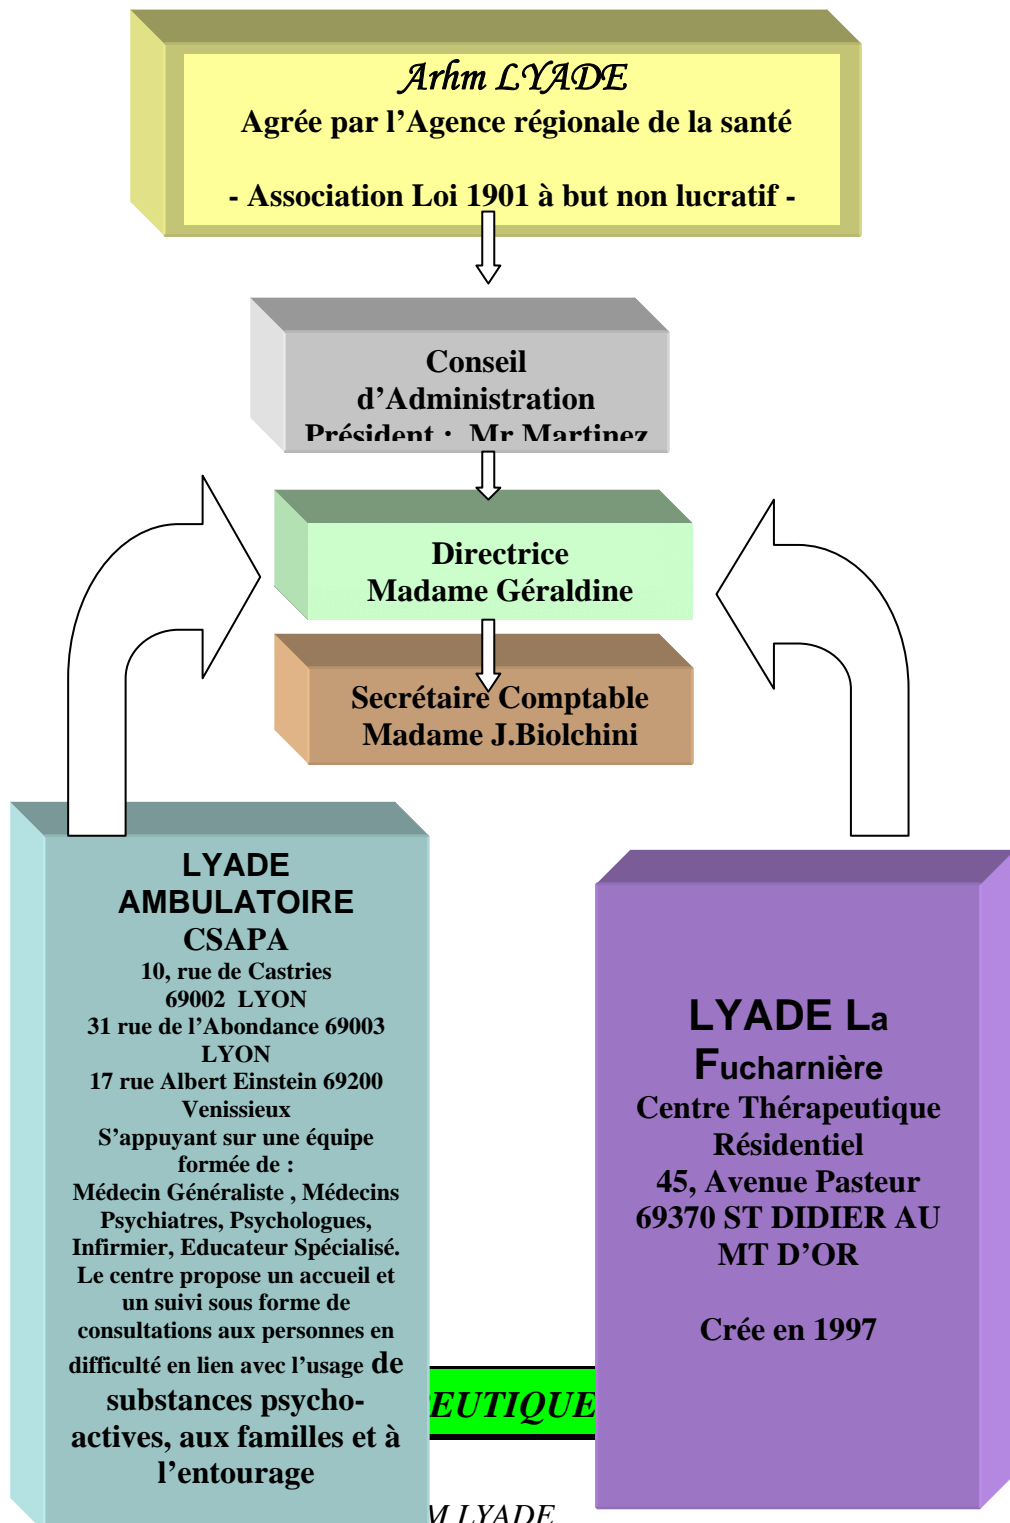 Arhm LYADE
Agrée par l'Agence régionale de la santé
- Association Loi 1901 à but non lucratif -
Conseil
d'Administration
Président : Mr Martinez
Directrice
Madame Géraldine
Secrétaire Comptable
Madame J.Biolchini
LYADE
AMBULATOIRE
CSAPA
10, rue de Castries
69002 LYON
31 rue de l'Abondance 69003
LYON
17 rue Albert Einstein 69200
Venissieux
S'appuyant sur une équipe
formée de :
Médecin Généraliste , Médecins
Psychiatres, Psychologues,
Infirmier, Educateur Spécialisé.
Le centre propose un accueil et
un suivi sous forme de
consultations aux personnes en
difficulté en lien avec l'usage de
substances psycho-
actives, aux familles et à
l'entourage
LYADE La
Fucharnière
Centre Thérapeutique
Résidentiel
45, Avenue Pasteur
69370 ST DIDIER AU
MT D'OR
Crée en 1997
EUTIQUE
M LYADE